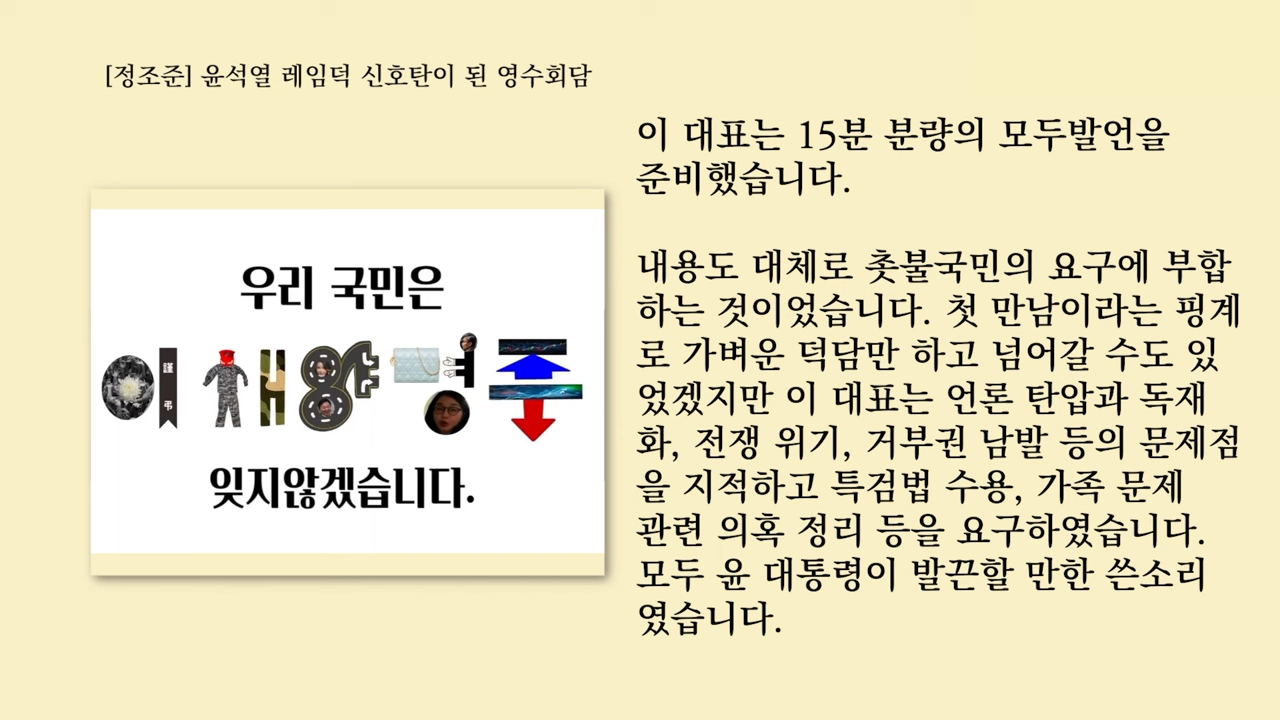 [정조준] 윤석열 레임덕 신호탄이 된 영수회담
우리 국민은
이채양명주
謹弔
잊지않겠습니다.
이 대표는 15분 분량의 모두발언을
준비했습니다.
내용도 대체로 촛불국민의 요구에 부합
하는 것이었습니다. 첫 만남이라는 핑계
로 가벼운 덕담만 하고 넘어갈 수도 있
었겠지만 이 대표는 언론 탄압과 독재
화, 전쟁 위기, 거부권 남발 등의 문제점
을 지적하고 특검법 수용, 가족 문제
관련 의혹 정리 등을 요구하였습니다.
모두 윤 대통령이 발끈할 만한 쓴소리
였습니다.